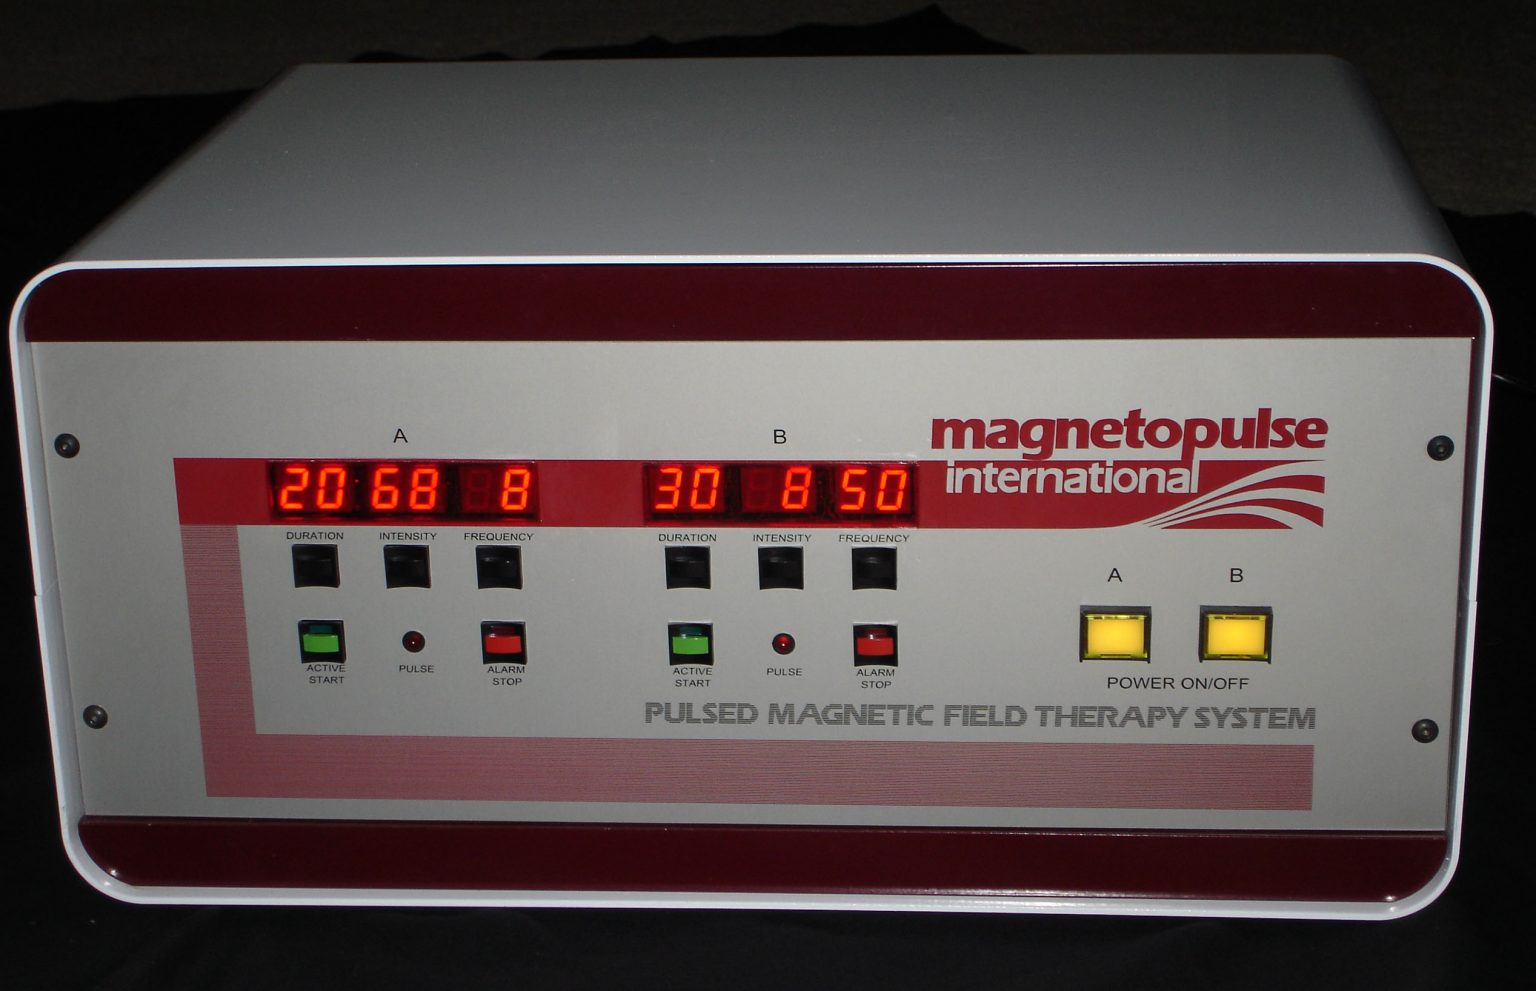 magnetopulse
international
A B
20 68 8 30 8 50
DURATION INTENSITY FREQUENCY DURATION INTENSITY FREQUENCY
A B
ACTIVE START PULSE ALARM STOP ACTIVE START PULSE ALARM STOP
POWER ON/OFF
PULSED MAGNETIC FIELD THERAPY SYSTEM